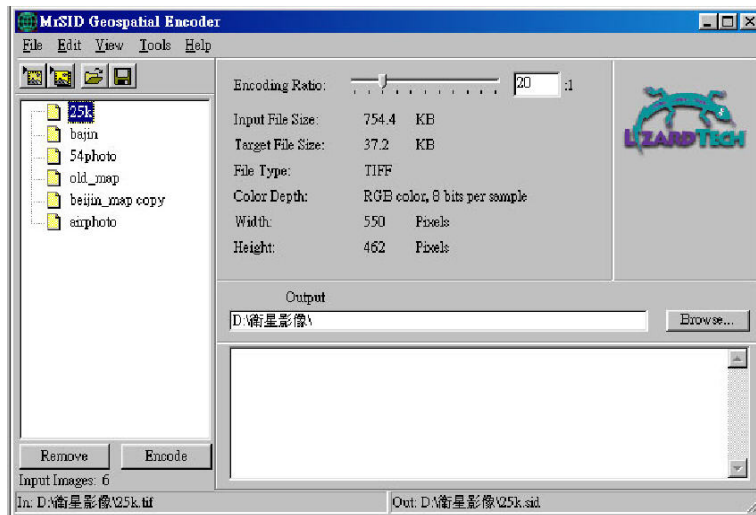 MrSID Geospatial Encoder
File Edit View Tools Help
25k
bajin
54photo
old_map
beijin_map copy
airphoto
Remove Encode
Input Images: 6
Encoding Ratio: 20 :1
Input File Size: 754.4 KB
Target File Size: 37.2 KB
File Type: TIFF
Color Depth: RGB color, 8 bits per sample
Width: 550 Pixels
Height: 462 Pixels
LIZARDTECH
Output
D:\衛星影像\
Browse...
In: D:\衛星影像\25k.tif
Out: D:\衛星影像\25k.sid